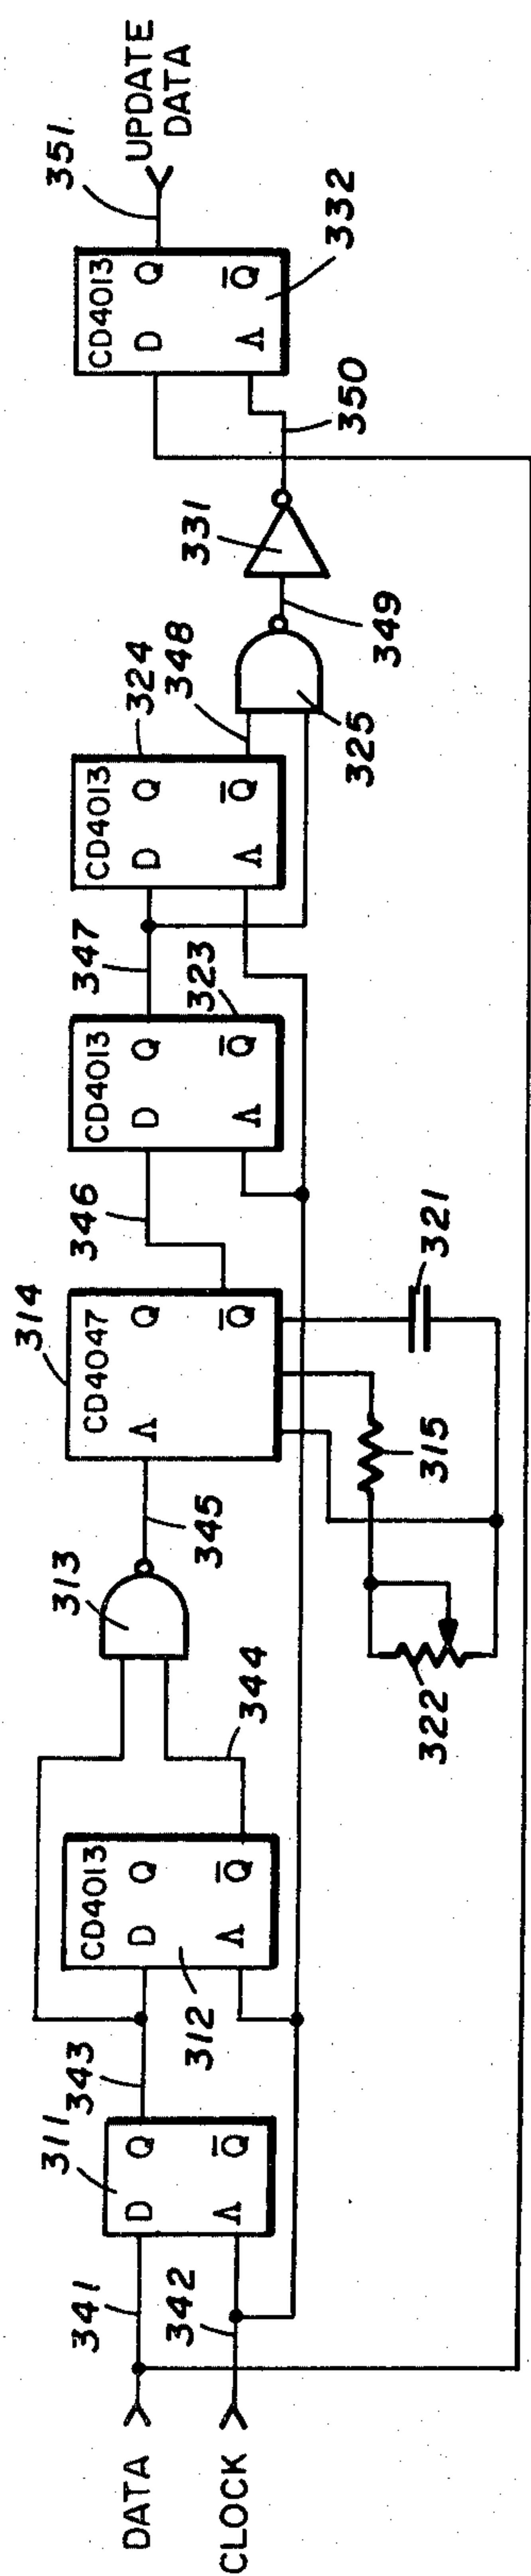 DATA
341
CLOCK
342
311
D Q
Λ Q̅
343
CD4013
D Q
312
Λ Q̅
344
313
345
314
CD4047
Λ Q
Q̅
322
315
321
346
CD4013
D Q
Λ Q̅
323
347
CD4013
D Q
Λ Q̅
324
348
325
349
331
350
CD4013
D Q
Λ Q̅
332
351
UPDATE
DATA